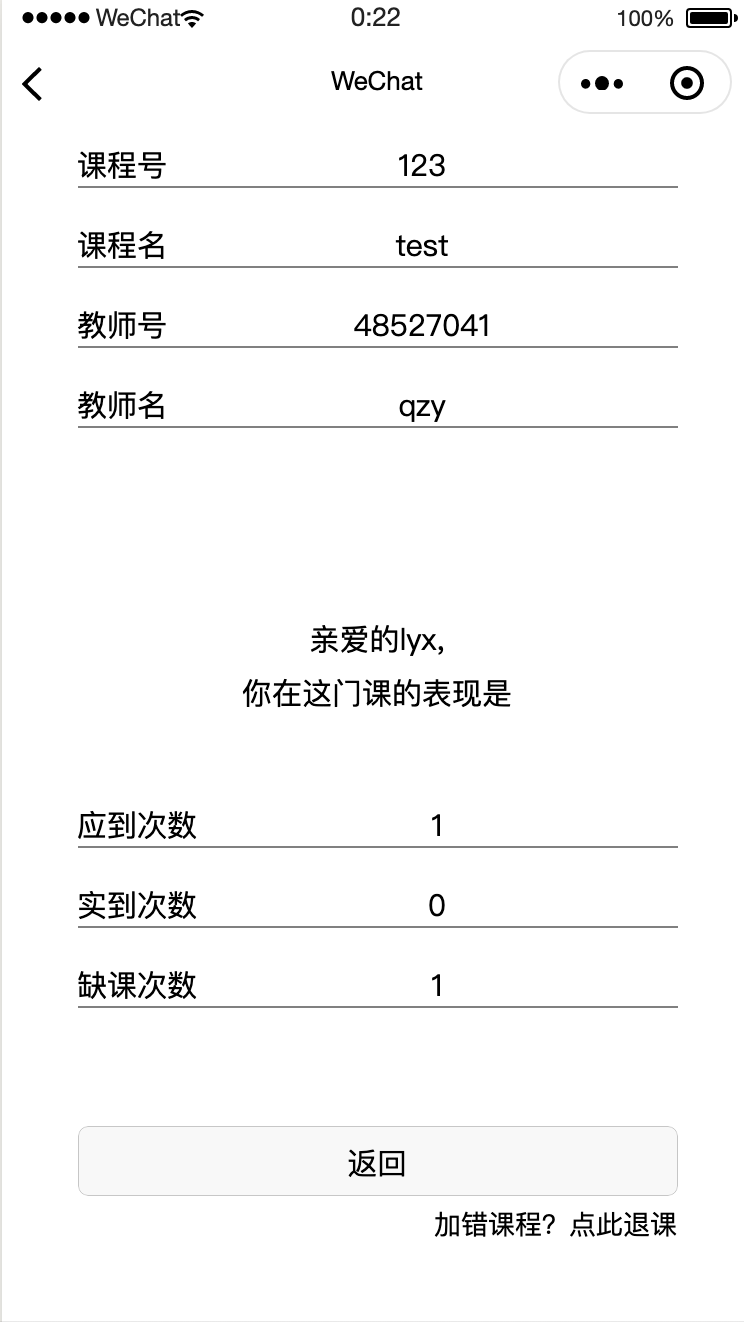 ●●●●● WeChat 0:22 100%
WeChat
课程号 123
课程名 test
教师号 48527041
教师名 qzy
亲爱的lyx,
你在这门课的表现是
应到次数 1
实到次数 0
缺课次数 1
返回
加错课程？点此退课